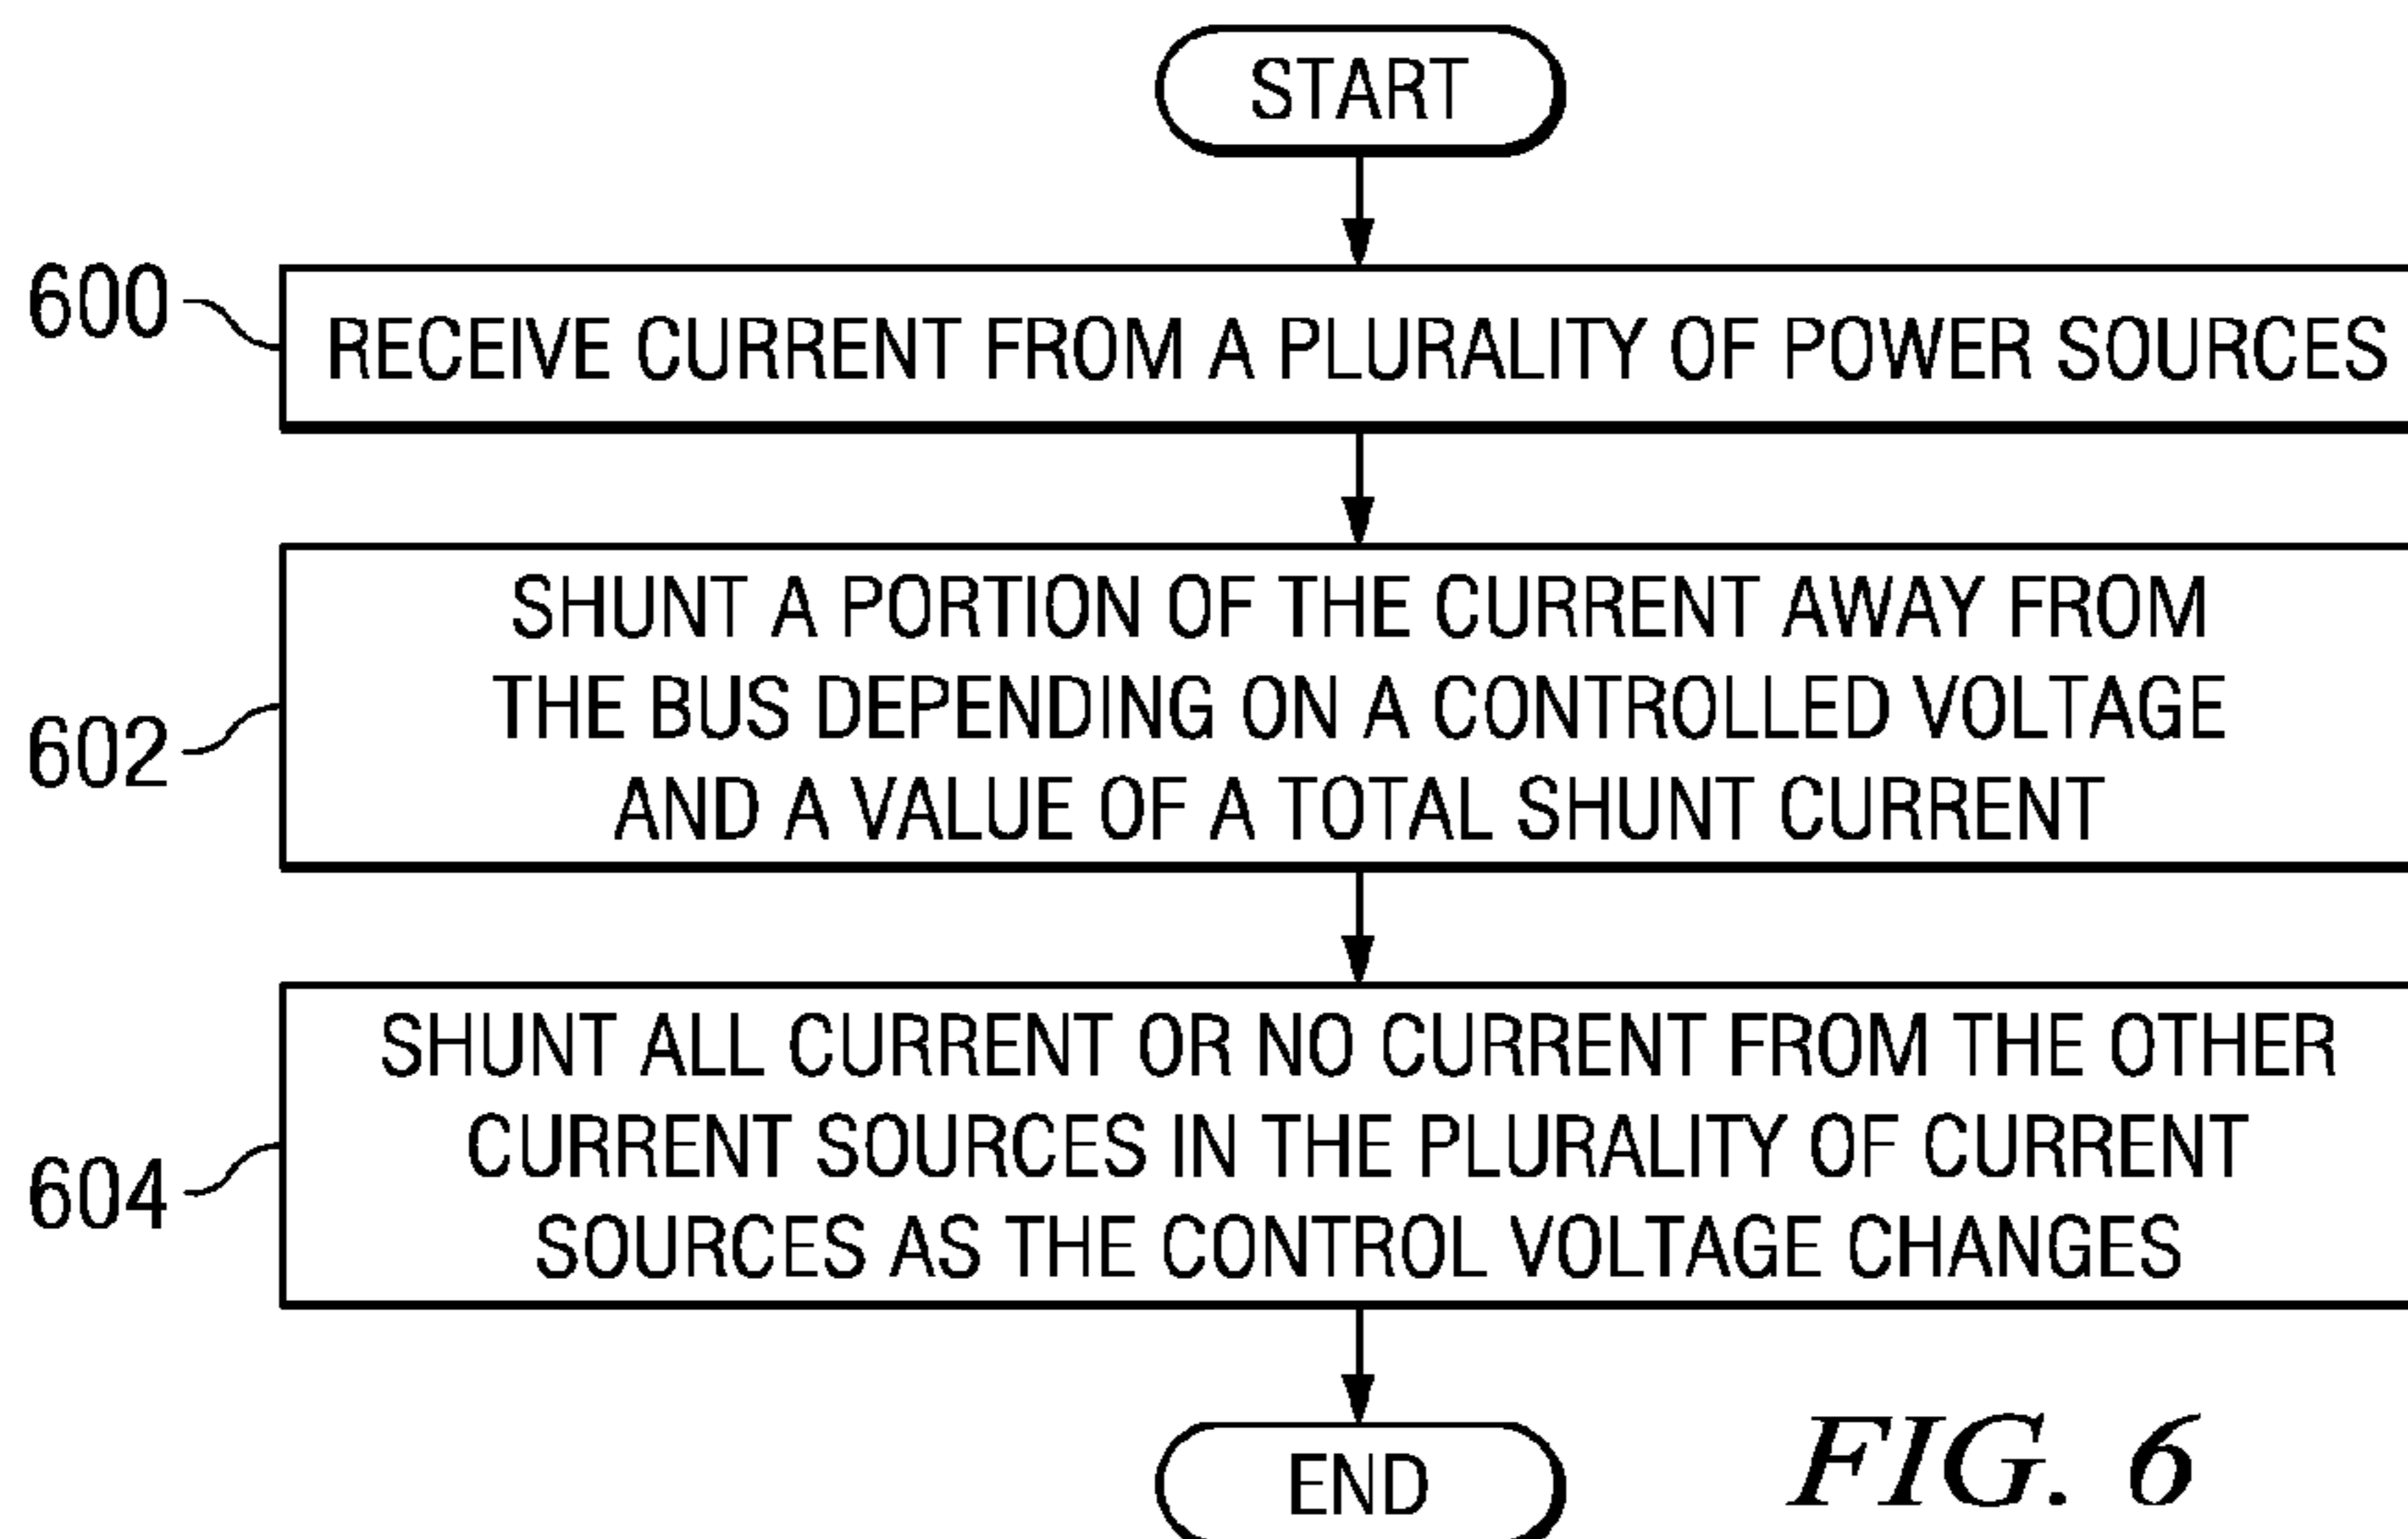 START
600
RECEIVE CURRENT FROM A PLURALITY OF POWER SOURCES
602
SHUNT A PORTION OF THE CURRENT AWAY FROM
THE BUS DEPENDING ON A CONTROLLED VOLTAGE
AND A VALUE OF A TOTAL SHUNT CURRENT
604
SHUNT ALL CURRENT OR NO CURRENT FROM THE OTHER
CURRENT SOURCES IN THE PLURALITY OF CURRENT
SOURCES AS THE CONTROL VOLTAGE CHANGES
END
FIG. 6